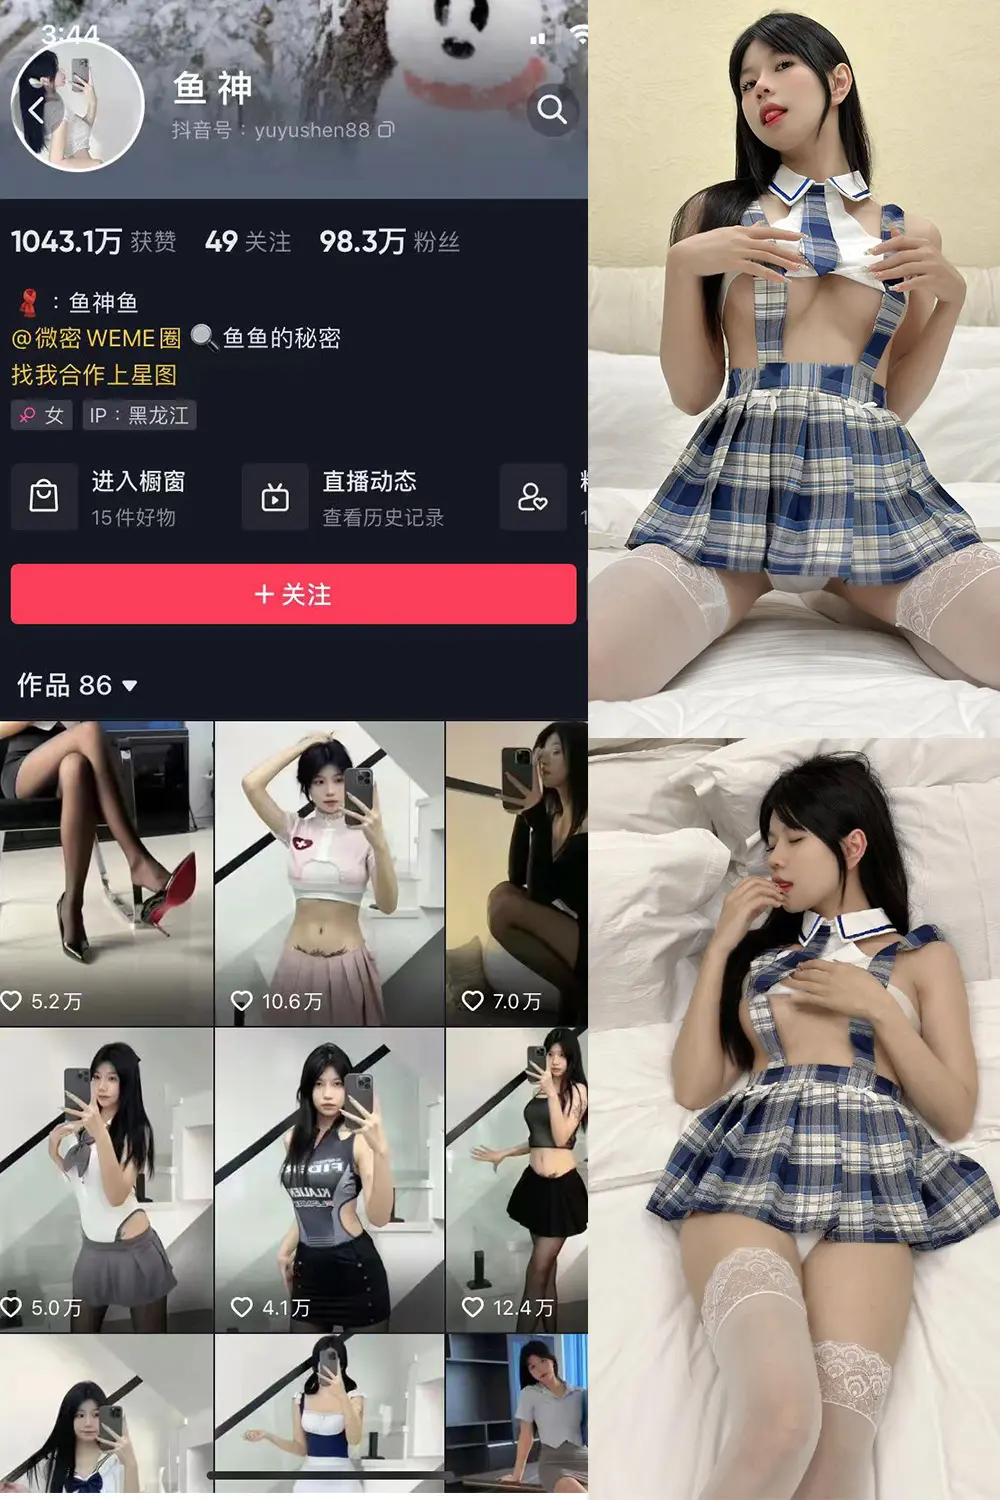 3:44
鱼 神
抖音号：yuyushen88
1043.1万 获赞 49 关注 98.3万 粉丝
：鱼神鱼
@微密WEME圈 鱼鱼的秘密
找我合作上星图
女 IP：黑龙江
进入橱窗 直播动态
15件好物 查看历史记录
+ 关注
作品 86
5.2万 10.6万 7.0万
5.0万 4.1万 12.4万